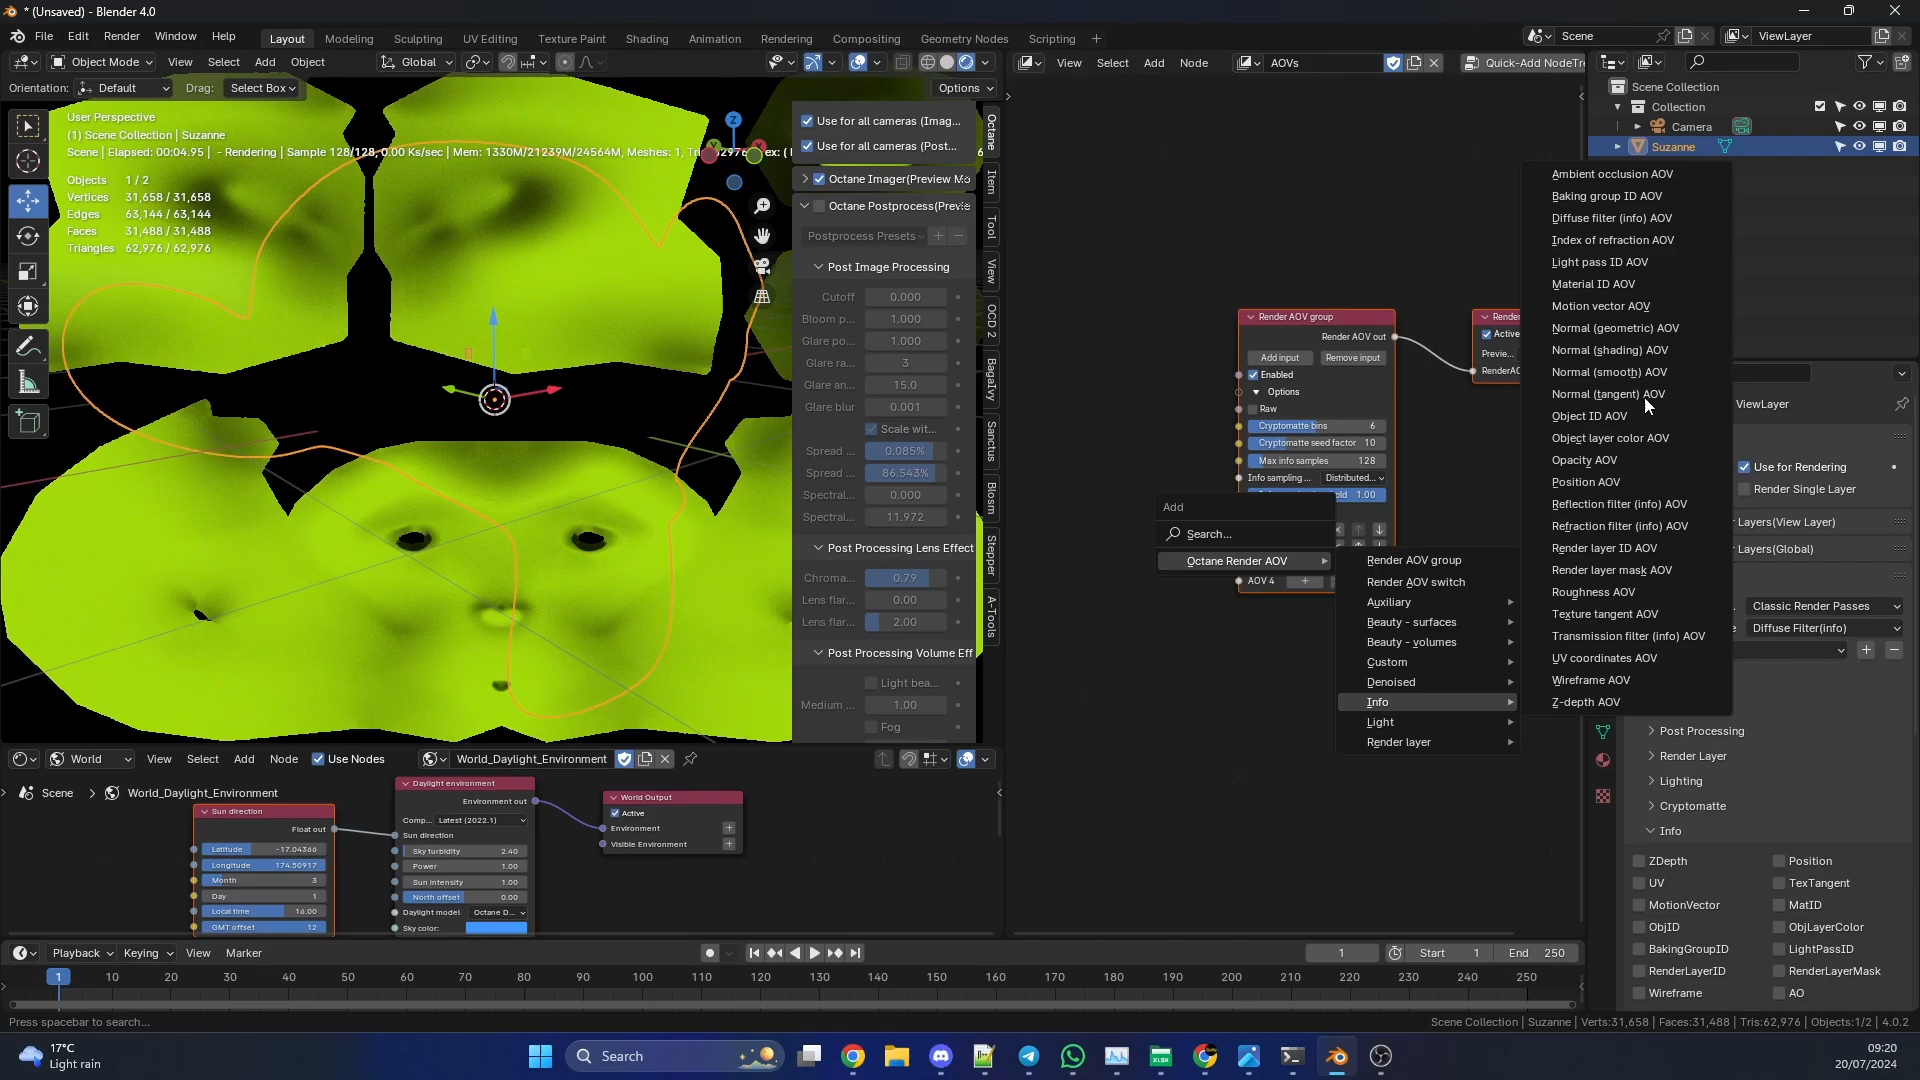 * (Unsaved) - Blender 4.0
File Edit Render Window Help
Layout Modeling Sculpting UV Editing Texture Paint Shading Animation Rendering Compositing Geometry Nodes Scripting +
Scene
ViewLayer
Object Mode View Select Add Object
Global
View Select Add Node
AOVs
Quick-Add NodeTre
Orientation: Default Drag: Select Box
Options
User Perspective
(1) Scene Collection | Suzanne
Scene | Elapsed: 00:04.95 | - Rendering | Sample 128/128, 0.00 Ks/sec | Mem: 1330M/21239M/24564M, Meshes: 1,
Objects 1 / 2
Vertices 31,658 / 31,658
Edges 63,144 / 63,144
Faces 31,488 / 31,488
Triangles 62,976 / 62,976
Z
Use for all cameras (Imag...
Use for all cameras (Post...
Octane Imager(Preview Mo
Octane Postprocess(Previe
Postprocess Presets
Post Image Processing
Cutoff 0.000
Bloom p... 1.000
Glare po... 1.000
Glare ra... 3
Glare an... 15.0
Glare blur 0.001
Scale wit...
Spread ... 0.085%
Spread ... 86.543%
Spectral... 0.000
Spectral... 11.972
Post Processing Lens Effect
Chroma... 0.79
Lens flar... 0.00
Lens flar... 2.00
Post Processing Volume Eff
Light bea...
Medium ... 1.00
Fog
Octane
Item
Tool
View
OCD 2
BagaIvy
Sanctus
Blosm
Stepper
A-Tools
Render AOV group
Render AOV out
Add input Remove input
Enabled
Options
Raw
Cryptomatte bins 6
Cryptomatte seed factor 10
Max info samples 128
Info sampling ... Distributed...
old 1.00
AOV 4 +
Render
Active
Previe...
RenderAO
Add
Search...
Octane Render AOV
Render AOV group
Render AOV switch
Auxiliary
Beauty - surfaces
Beauty - volumes
Custom
Denoised
Info
Light
Render layer
Ambient occlusion AOV
Baking group ID AOV
Diffuse filter (info) AOV
Index of refraction AOV
Light pass ID AOV
Material ID AOV
Motion vector AOV
Normal (geometric) AOV
Normal (shading) AOV
Normal (smooth) AOV
Normal (tangent) AOV
Object ID AOV
Object layer color AOV
Opacity AOV
Position AOV
Reflection filter (info) AOV
Refraction filter (info) AOV
Render layer ID AOV
Render layer mask AOV
Roughness AOV
Texture tangent AOV
Transmission filter (info) AOV
UV coordinates AOV
Wireframe AOV
Z-depth AOV
Scene Collection
Collection
Camera
Suzanne
ViewLayer
Use for Rendering
Render Single Layer
r Layers(View Layer)
r Layers(Global)
Classic Render Passes
Diffuse Filter(info)
Post Processing
Render Layer
Lighting
Cryptomatte
Info
ZDepth Position
UV TexTangent
MotionVector MatID
ObjID ObjLayerColor
BakingGroupID LightPassID
RenderLayerID RenderLayerMask
Wireframe AO
World View Select Add Node Use Nodes World_Daylight_Environment
Scene > World_Daylight_Environment
Sun direction
Float out
Latitude -17.04366
Longitude 174.50917
Month 3
Day 1
Local time 16.00
GMT offset 12
Daylight environment
Environment out
Comp... Latest (2022.1)
Sun direction
Sky turbidity 2.40
Power 1.00
Sun intensity 1.00
North offset 0.00
Daylight model Octane D...
Sky color:
World Output
Active
Environment +
Visible Environment +
Playback Keying View Marker
1 Start 1 End 250
1 10 20 30 40 50 60 70 80 90 100 110 120 130 140 150 160 170 180 190 200 210 220 230 240 250
Press spacebar to search...
Scene Collection | Suzanne | Verts:31,658 | Faces:31,488 | Tris:62,976 | Objects:1/2 | 4.0.2
17°C
Light rain
Search
09:20
20/07/2024